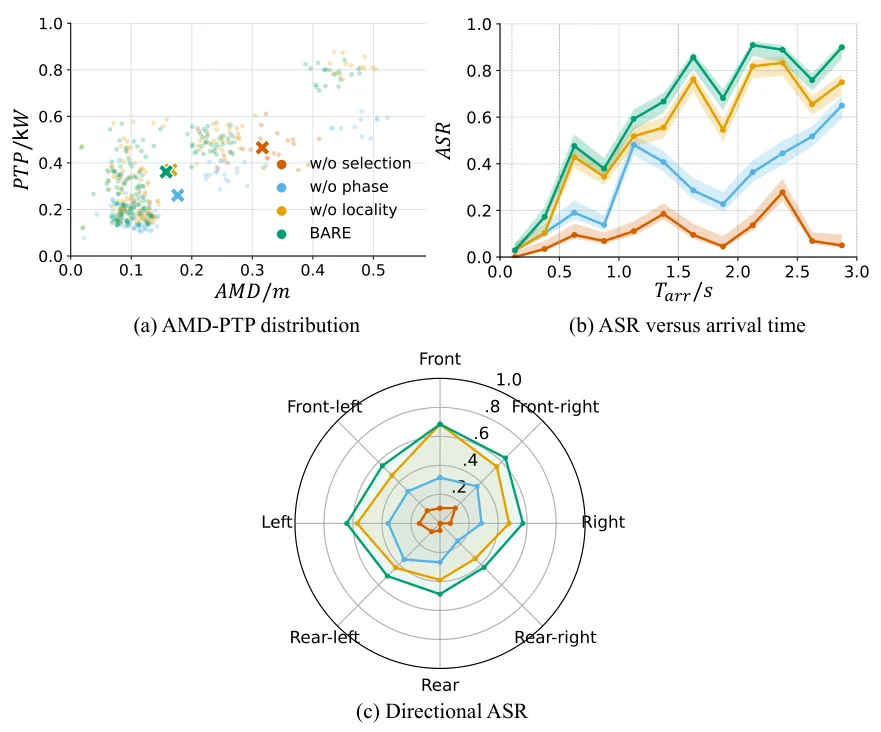 1.0
0.8
0.6
0.4
0.2
0.0
PTP/kW
0.0 0.1 0.2 0.3 0.4 0.5
AMD/m
w/o selection
w/o phase
w/o locality
BARE
(a) AMD-PTP distribution
1.0
0.8
0.6
0.4
0.2
0.0
ASR
0.0 0.5 1.0 1.5 2.0 2.5 3.0
Tarr/s
(b) ASR versus arrival time
Front
1.0
Front-left .8 Front-right
.6
.4
.2
Left Right
Rear-left Rear-right
Rear
(c) Directional ASR